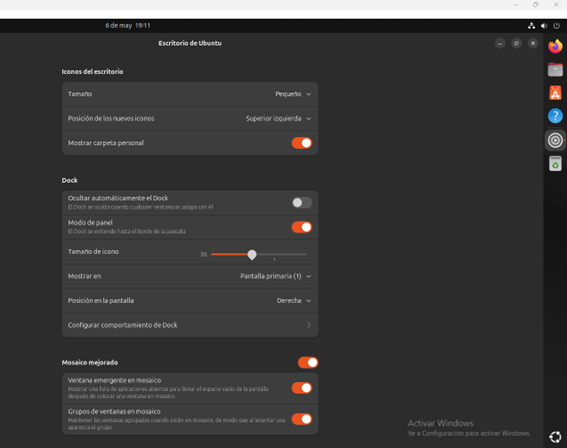 6 de may 19:11
Escritorio de Ubuntu
Iconos del escritorio
Tamaño Pequeño
Posición de los nuevos iconos Superior izquierda
Mostrar carpeta personal
Dock
Ocultar automáticamente el Dock
El Dock se oculta cuando cualquier ventana se solapa con él
Modo de panel
El Dock se extiende hasta el borde de la pantalla
Tamaño de icono 36
Mostrar en Pantalla primaria (1)
Posición en la pantalla Derecha
Configurar comportamiento de Dock
Mosaico mejorado
Ventana emergente en mosaico
Mostrar una lista de aplicaciones abiertas para llenar el espacio vacío de la pantalla
después de colocar una ventana en mosaico
Grupos de ventanas en mosaico
Mantener las ventanas agrupadas cuando estén en mosaico, de modo que al levantar una
aparezca el grupo
Activar Windows
Ve a Configuración para activar Windows.